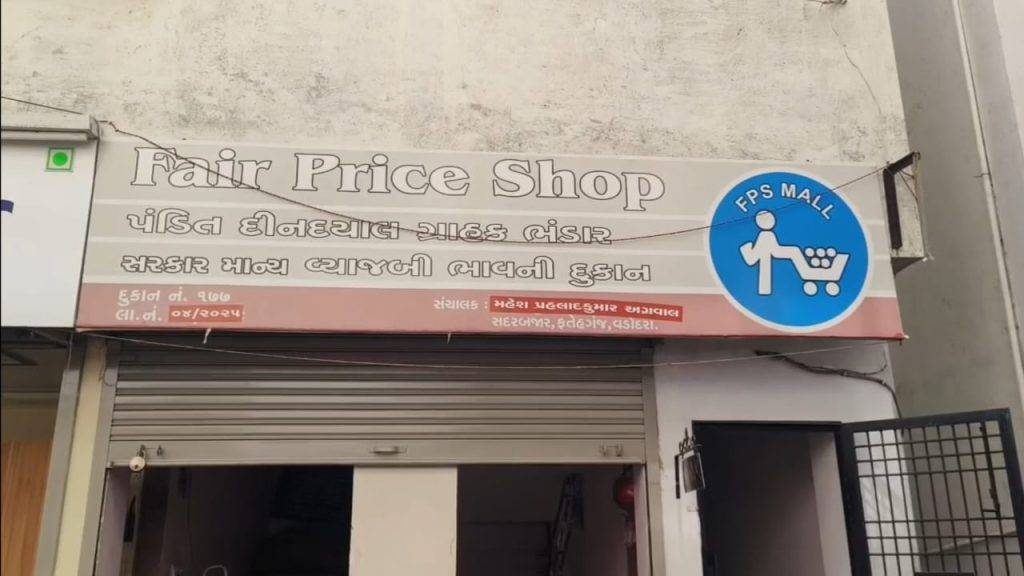 Fair Price Shop
FPS MALL
પંડિત દીનદયાલ ગ્રાહક ભંડાર
સરકાર માન્ય વ્યાજબી ભાવની દુકાન
દુકાન નં. ૧૭૭
લા.નં. ૦૪/૨૦૨૫
સંચાલક : મહેશ પ્રહલાદકુમાર અગ્રવાલ
સદરબજાર,ફતેહગંજ,વડોદરા.